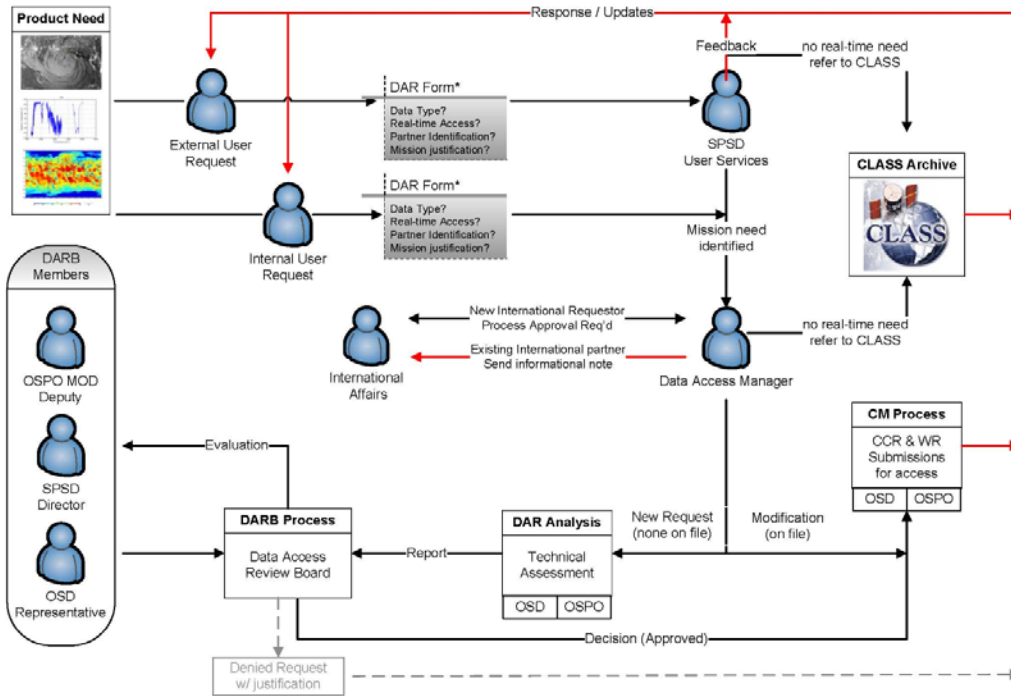 Product Need
Response / Updates
Feedback
no real-time need
refer to CLASS
External User
Request
DAR Form*
Data Type?
Real-time Access?
Partner Identification?
Mission justification?
SPSD
User Services
CLASS Archive
CLASS
Internal User
Request
DAR Form*
Data Type?
Real-time Access?
Partner Identification?
Mission justification?
Mission need
identified
DARB
Members
OSPO MOD
Deputy
SPSD
Director
OSD
Representative
New International Requestor
Process Approval Req'd
Existing International partner
Send informational note
International
Affairs
Data Access Manager
no real-time need
refer to CLASS
CM Process
CCR & WR
Submissions
for access
OSD
OSPO
Evaluation
DARB Process
Data Access
Review Board
Report
DAR Analysis
Technical
Assessment
OSD
OSPO
New Request
(none on file)
Modification
(on file)
Decision (Approved)
Denied Request
w/ justification